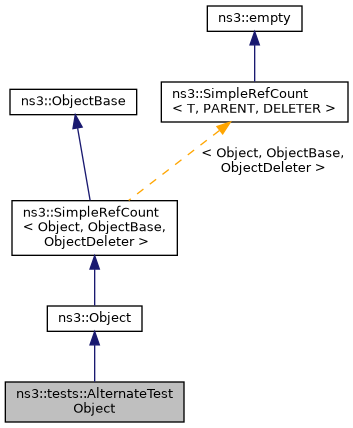 ns3::empty
ns3::SimpleRefCount
< T, PARENT, DELETER >
ns3::ObjectBase
< Object, ObjectBase,
ObjectDeleter >
ns3::SimpleRefCount
< Object, ObjectBase,
ObjectDeleter >
ns3::Object
ns3::tests::AlternateTest
Object